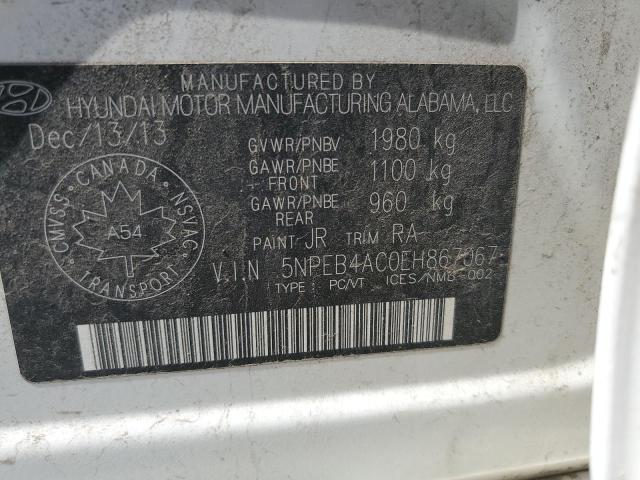 MANUFACTURED BY
HYUNDAI MOTOR MANUFACTURING ALABAMA, LLC
Dec/13/13
GVWR/PNBV 1980 kg
GAWR/PNBE FRONT 1100 kg
GAWR/PNBE REAR 960 kg
CANADA
CMVSS NSVAC
A54
PAINT JR TRIM RA
V.I.N 5NPEB4AC0EH867067
TYPE : PC/VT ICES/NMB-002